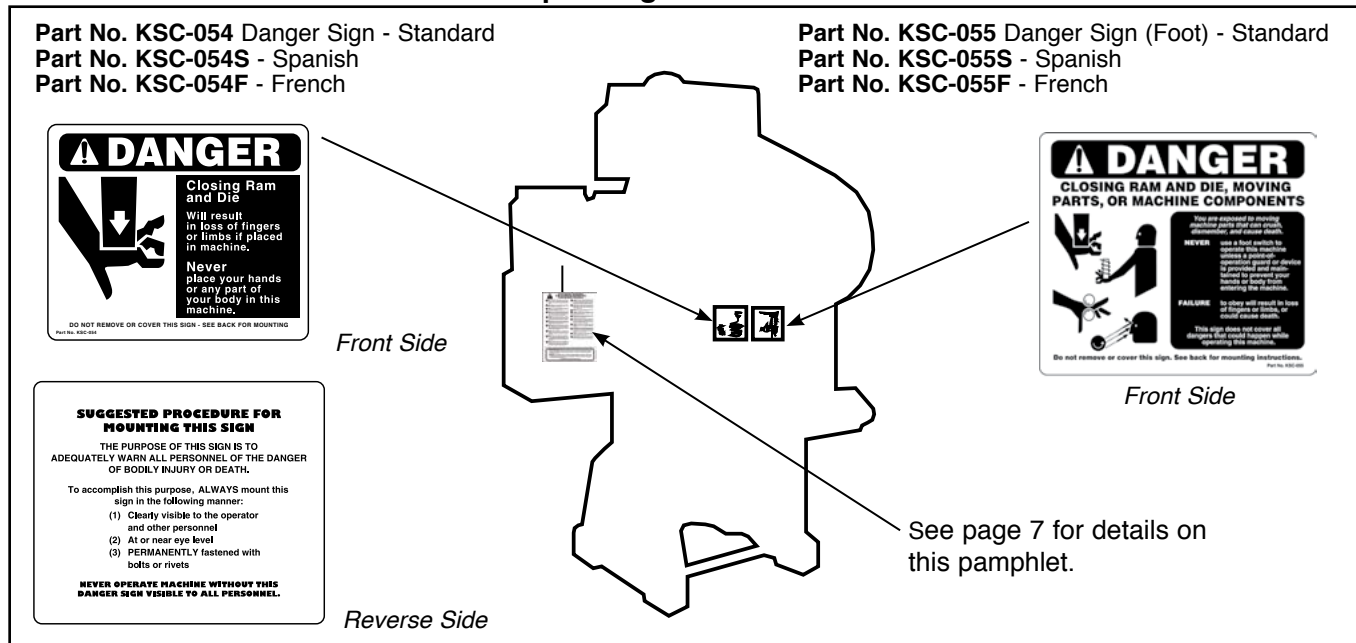 Part No. KSC-054 Danger Sign - Standard
Part No. KSC-054S - Spanish
Part No. KSC-054F - French
Part No. KSC-055 Danger Sign (Foot) - Standard
Part No. KSC-055S - Spanish
Part No. KSC-055F - French
DANGER
Closing Ram
and Die
Will result
in loss of fingers
or limbs if placed
in machine.
Never
place your hands
or any part of
your body in this
machine.
DO NOT REMOVE OR COVER THIS SIGN - SEE BACK FOR MOUNTING
Part No. KSC-054
Front Side
DANGER
CLOSING RAM AND DIE, MOVING
PARTS, OR MACHINE COMPONENTS
You are exposed to moving
machine parts that can crush,
dismember, and cause death.
NEVER use a foot switch to
operate this machine
unless a point-of-
operation guard or device
is provided and main-
tained to prevent your
hands or body from
entering the machine.
FAILURE to obey will result in loss
of fingers or limbs, or
could cause death.
This sign does not cover all
dangers that could happen while
operating this machine.
Do not remove or cover this sign. See back for mounting instructions.
Part No. KSC-055
Front Side
SUGGESTED PROCEDURE FOR
MOUNTING THIS SIGN
THE PURPOSE OF THIS SIGN IS TO
ADEQUATELY WARN ALL PERSONNEL OF THE DANGER
OF BODILY INJURY OR DEATH.
To accomplish this purpose, ALWAYS mount this
sign in the following manner:
(1) Clearly visible to the operator
and other personnel
(2) At or near eye level
(3) PERMANENTLY fastened with
bolts or rivets
NEVER OPERATE MACHINE WITHOUT THIS
DANGER SIGN VISIBLE TO ALL PERSONNEL.
Reverse Side
See page 7 for details on
this pamphlet.